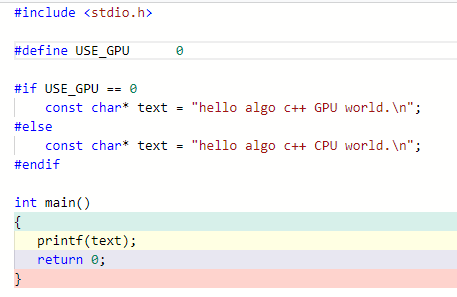 #include <stdio.h>
#define USE_GPU      0
#if USE_GPU == 0
    const char* text = "hello algo c++ GPU world.\n";
#else
    const char* text = "hello algo c++ CPU world.\n";
#endif
int main()
{
   printf(text);
   return 0;
}